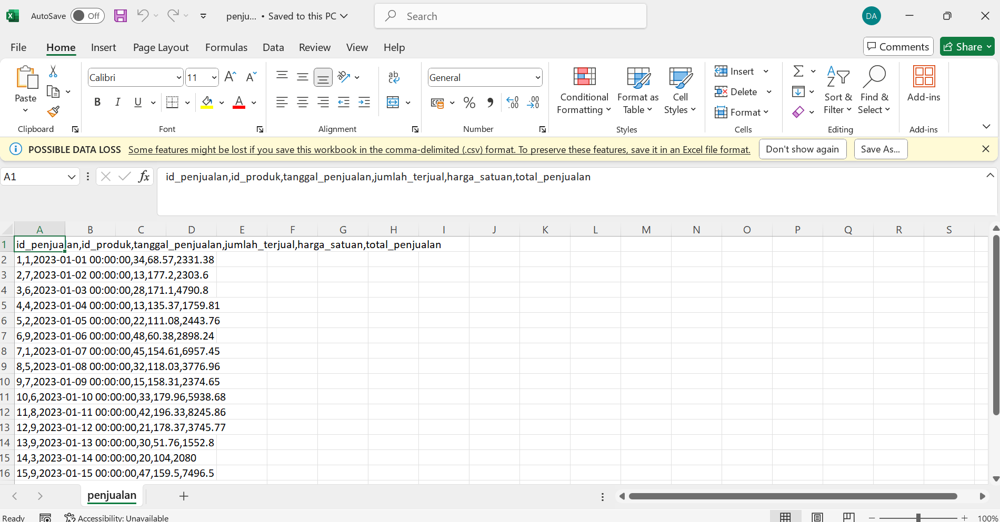 AutoSave Off penju... • Saved to this PC Search DA
File Home Insert Page Layout Formulas Data Review View Help Comments Share
Paste Calibri 11 General Conditional Formatting Format as Table Cell Styles Insert Delete Format Sort & Filter Find & Select Add-ins
Clipboard Font Alignment Number Styles Cells Editing Add-ins
POSSIBLE DATA LOSS Some features might be lost if you save this workbook in the comma-delimited (.csv) format. To preserve these features, save it in an Excel file format. Don't show again Save As...
A1 fx id_penjualan,id_produk,tanggal_penjualan,jumlah_terjual,harga_satuan,total_penjualan
A B C D E F G H I J K L M N O P Q R S
1 id_penjualan,id_produk,tanggal_penjualan,jumlah_terjual,harga_satuan,total_penjualan
2 1,1,2023-01-01 00:00:00,34,68.57,2331.38
3 2,7,2023-01-02 00:00:00,13,177.2,2303.6
4 3,6,2023-01-03 00:00:00,28,171.1,4790.8
5 4,4,2023-01-04 00:00:00,13,135.37,1759.81
6 5,2,2023-01-05 00:00:00,22,111.08,2443.76
7 6,9,2023-01-06 00:00:00,48,60.38,2898.24
8 7,1,2023-01-07 00:00:00,45,154.61,6957.45
9 8,5,2023-01-08 00:00:00,32,118.03,3776.96
10 9,7,2023-01-09 00:00:00,15,158.31,2374.65
11 10,6,2023-01-10 00:00:00,33,179.96,5938.68
12 11,8,2023-01-11 00:00:00,42,196.33,8245.86
13 12,9,2023-01-12 00:00:00,21,178.37,3745.77
14 13,9,2023-01-13 00:00:00,30,51.76,1552.8
15 14,3,2023-01-14 00:00:00,20,104,2080
16 15,9,2023-01-15 00:00:00,47,159.5,7496.5
penjualan
Ready Accessibility: Unavailable 100%